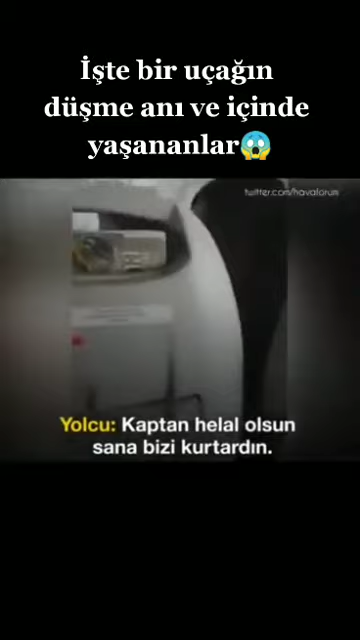 İşte bir uçağın
düşme anı ve içinde
yaşananlar😱
twitter.com/havaforum
Yolcu: Kaptan helal olsun
sana bizi kurtardın.